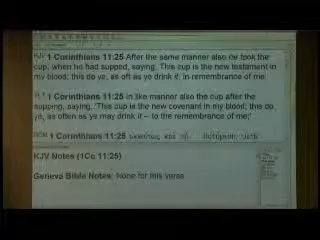 KJV 1 Corinthians 11:25 After the same manner also he took the
cup, when he had supped, saying, This cup is the new testament in
my blood: this do ye, as oft as ye drink it, in remembrance of me.
1 Corinthians 11:25 in like manner also the cup after the
supping, saying, 'This cup is the new covenant in my blood; this do
ye, as often as ye may drink it -- to the remembrance of me;'
1 Corinthians 11:25 ὡσαύτως καὶ
KJV Notes (1Co 11:25)
Geneva Bible Notes: None for this verse